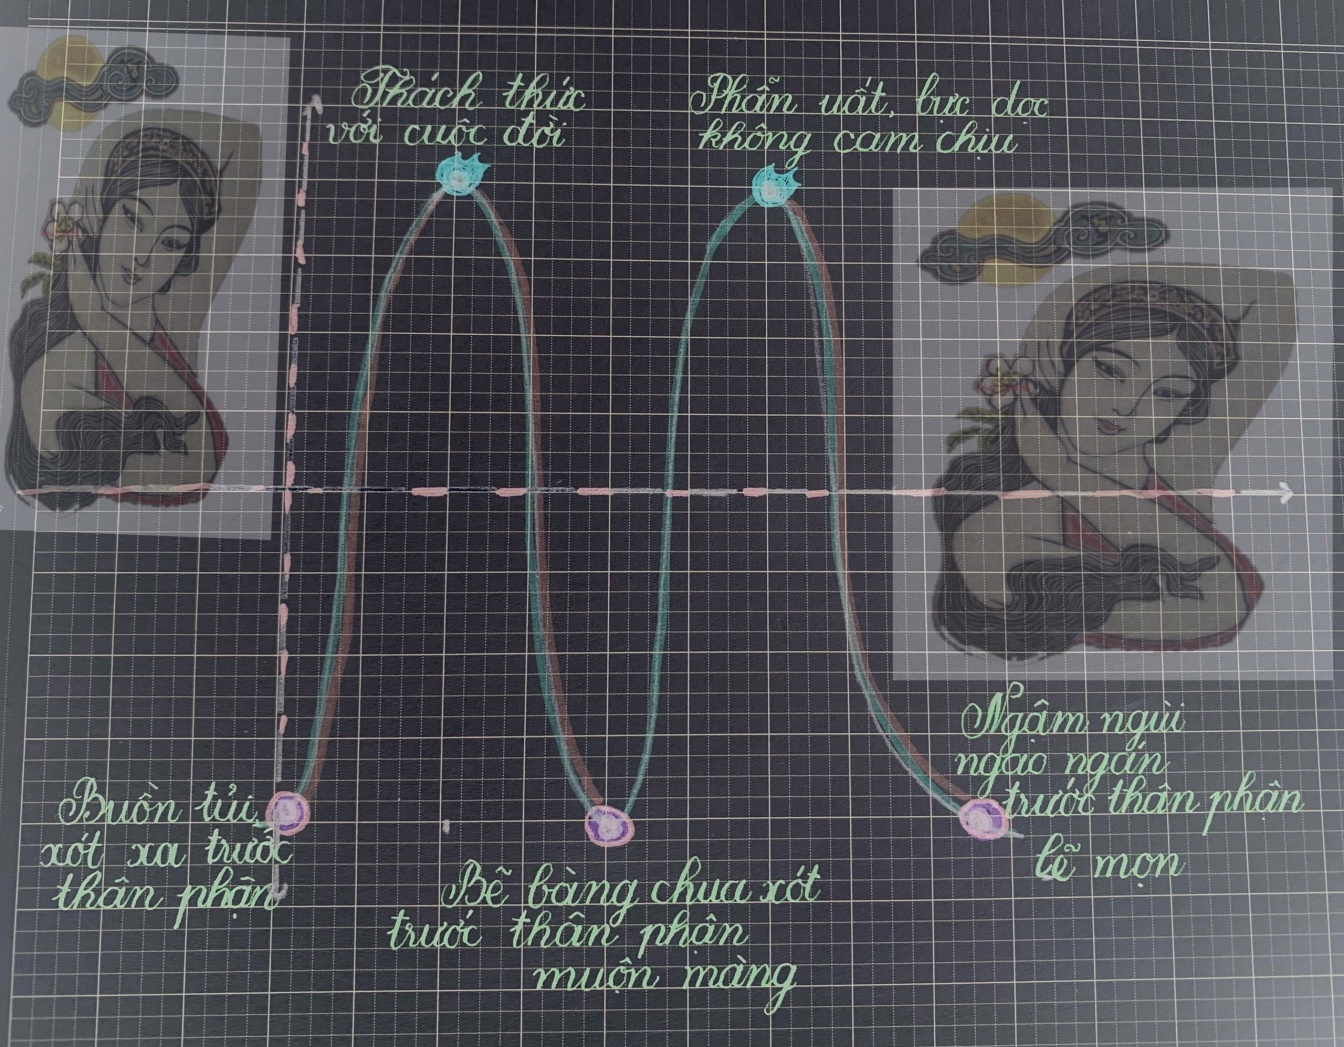 Thách thức
với cuộc đời
Phẫn uất, bực dọc
không cam chịu
Buồn tủi,
xót xa trước
thân phận
Bẽ bàng chua xót
trước thân phận
muộn màng
Ngậm ngùi
ngao ngán
trước thân phận
lẽ mọn